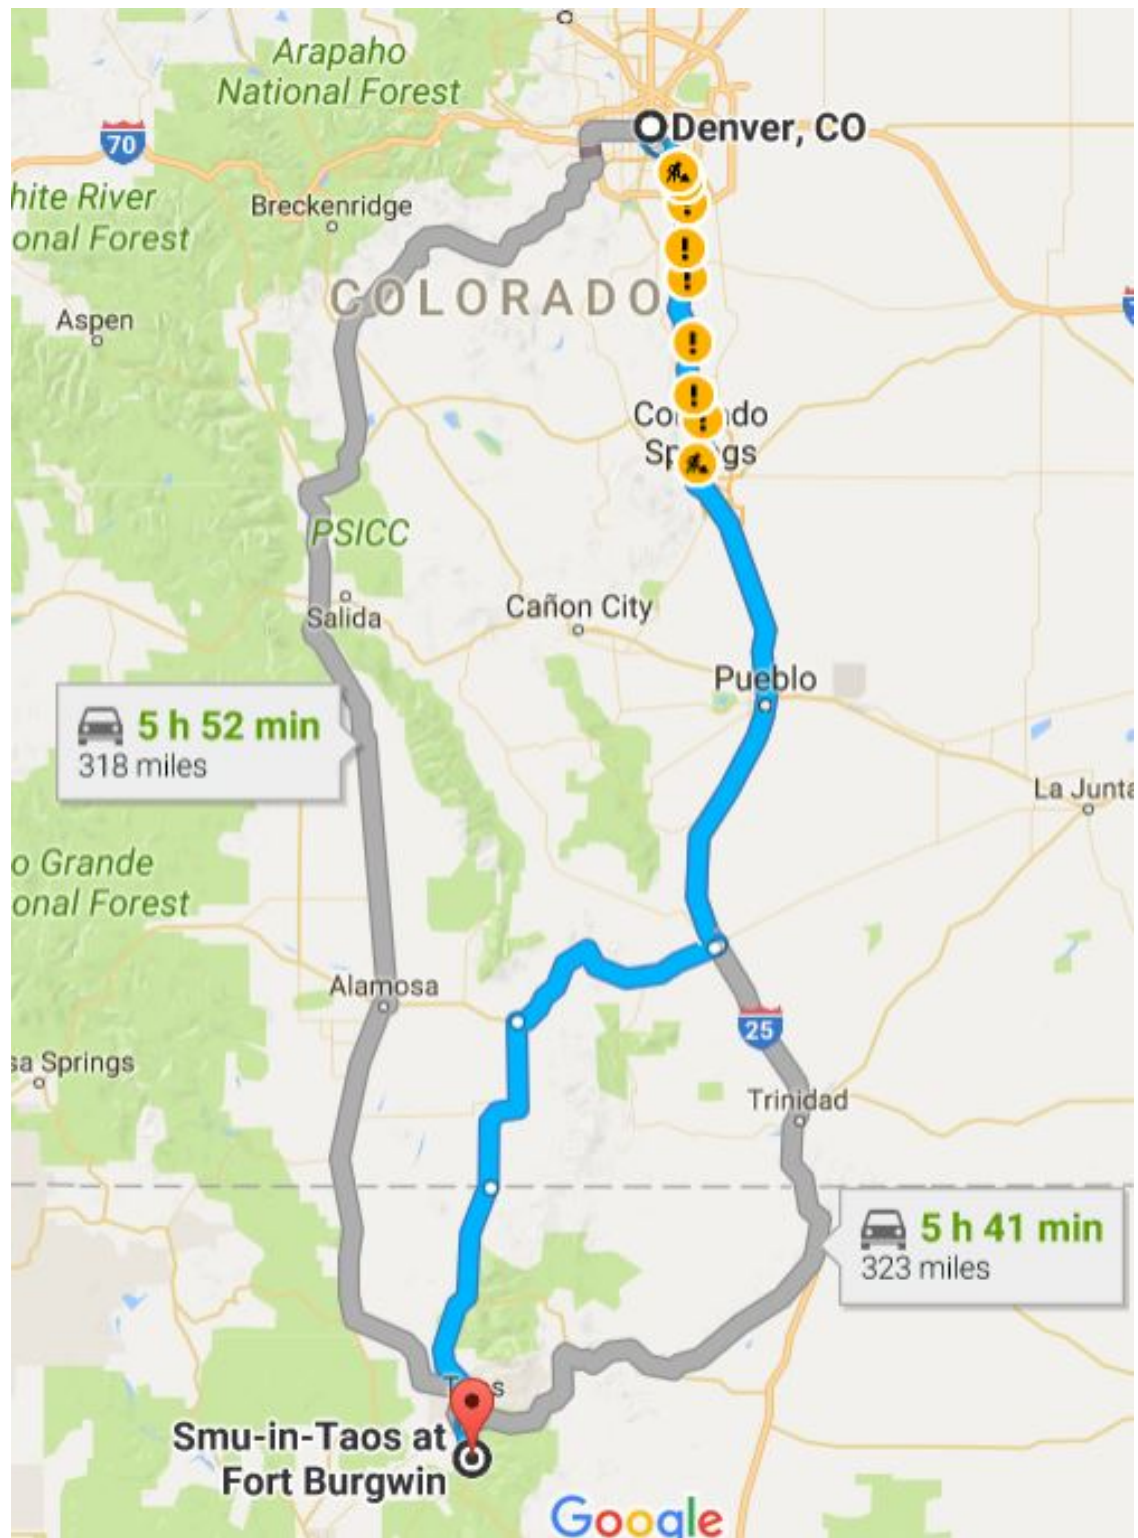 Arapaho
National Forest
70
Denver, CO
hite River
onal Forest
Breckenridge
COLORADO
Aspen
Springs
PSICC
Cañon City
Salida
Pueblo
5 h 52 min
318 miles
La Junta
o Grande
onal Forest
Alamosa
25
sa Springs
Trinidad
5 h 41 min
323 miles
Smu-in-Taos at
Fort Burgwin
Google